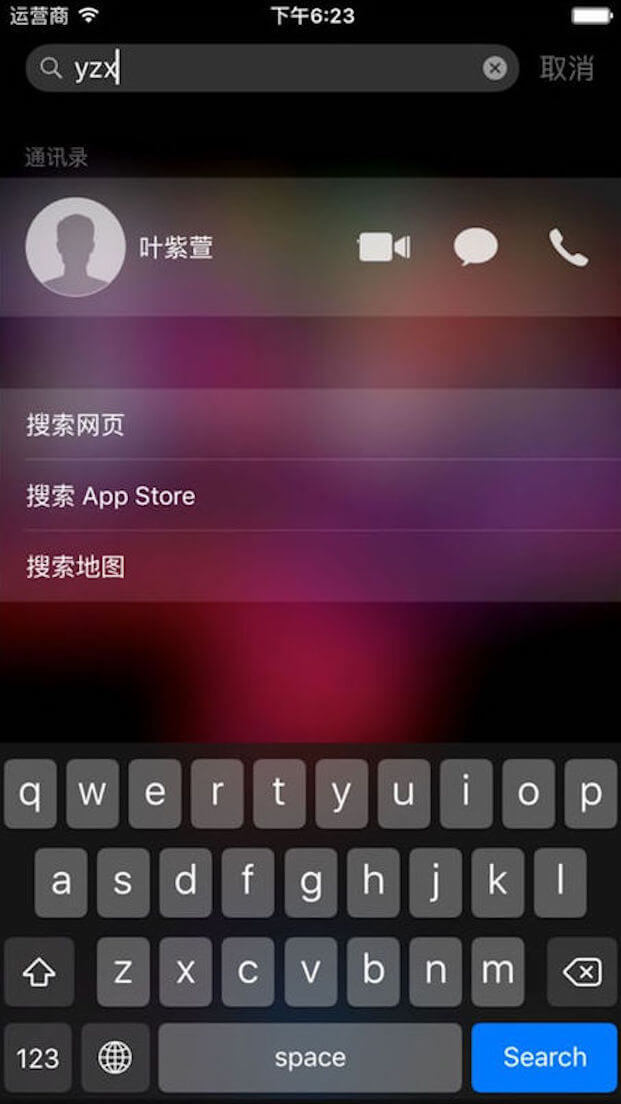 运营商 下午6:23
yzx 取消
通讯录
叶紫萱
搜索网页
搜索 App Store
搜索地图
q w e r t y u i o p
a s d f g h j k l
z x c v b n m
123 space Search